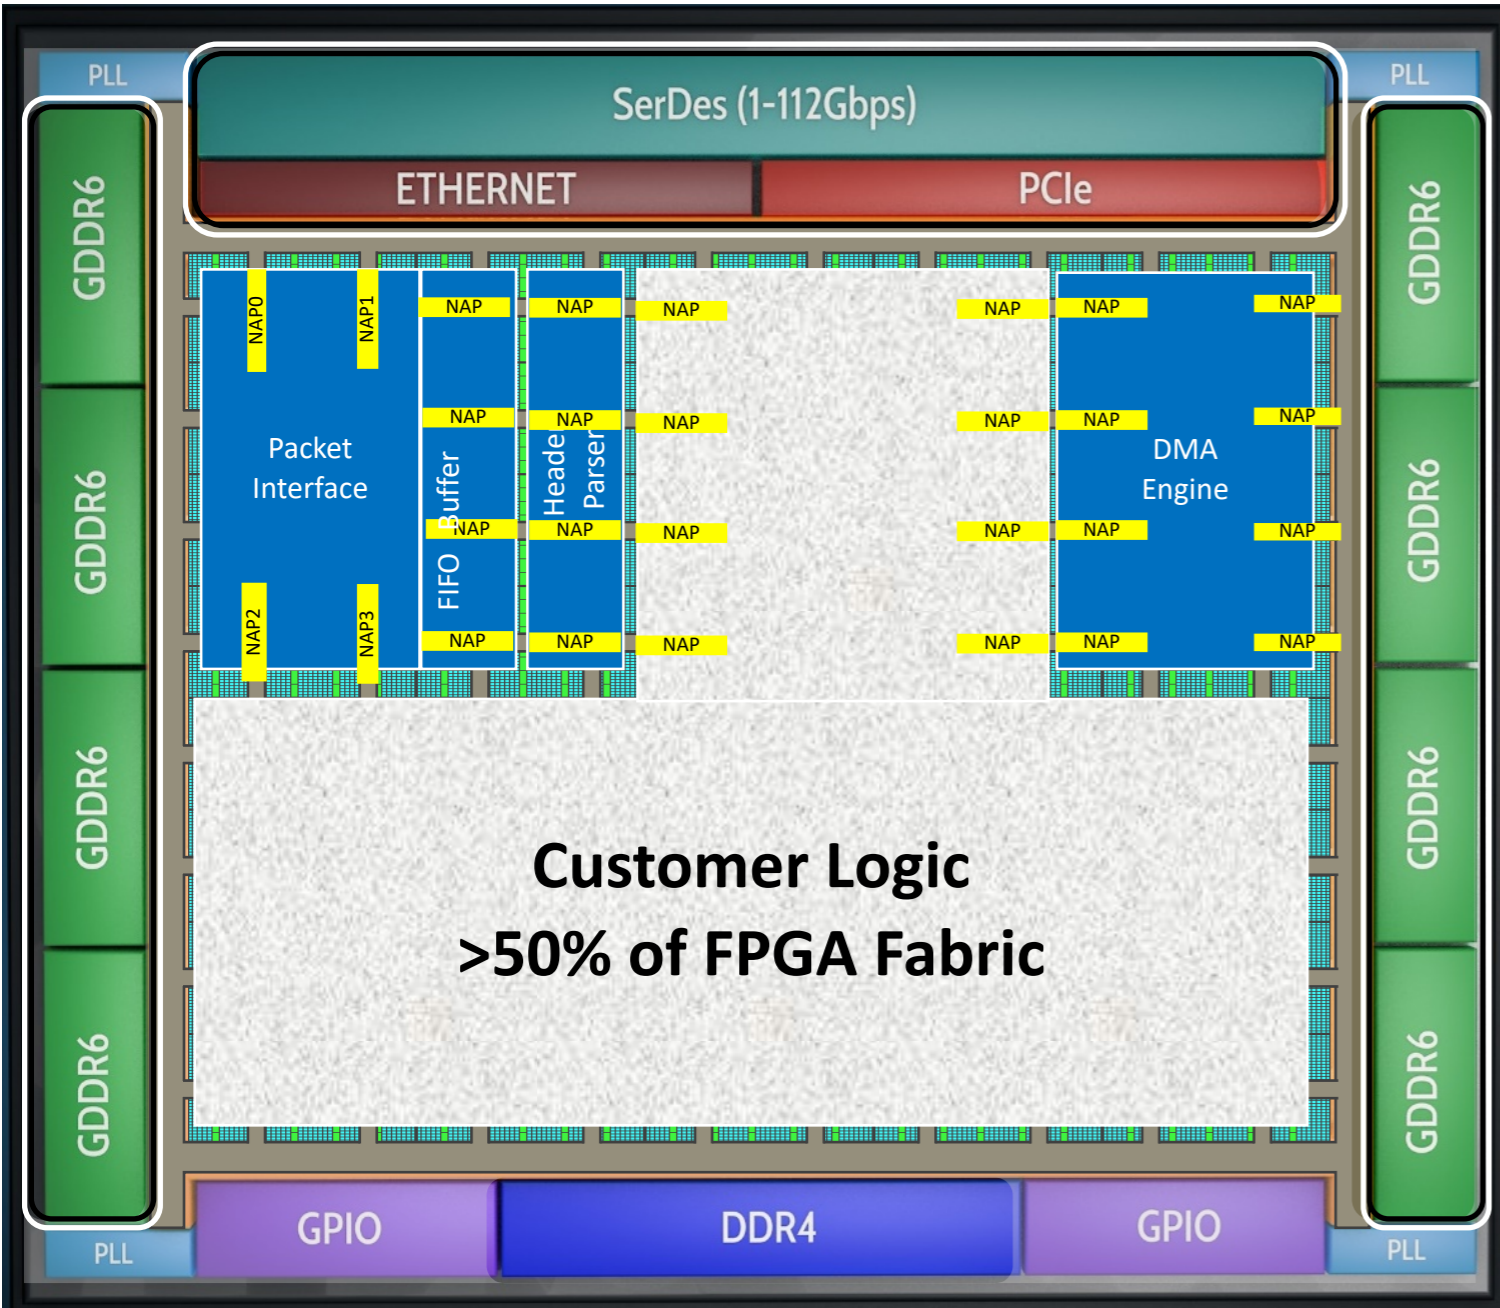 PLL
SerDes (1-112Gbps)
PLL
ETHERNET
PCIe
GDDR6
GDDR6
GDDR6
GDDR6
GDDR6
GDDR6
GDDR6
GDDR6
NAP0
NAP1
NAP
NAP
NAP
NAP
NAP
NAP
NAP
NAP
NAP
NAP
NAP
NAP
Packet
Interface
FIFO Buffer
Header
Parser
DMA
Engine
NAP
NAP
NAP
NAP
NAP
NAP
NAP2
NAP3
NAP
NAP
NAP
NAP
NAP
NAP
Customer Logic
>50% of FPGA Fabric
GPIO
DDR4
GPIO
PLL
PLL